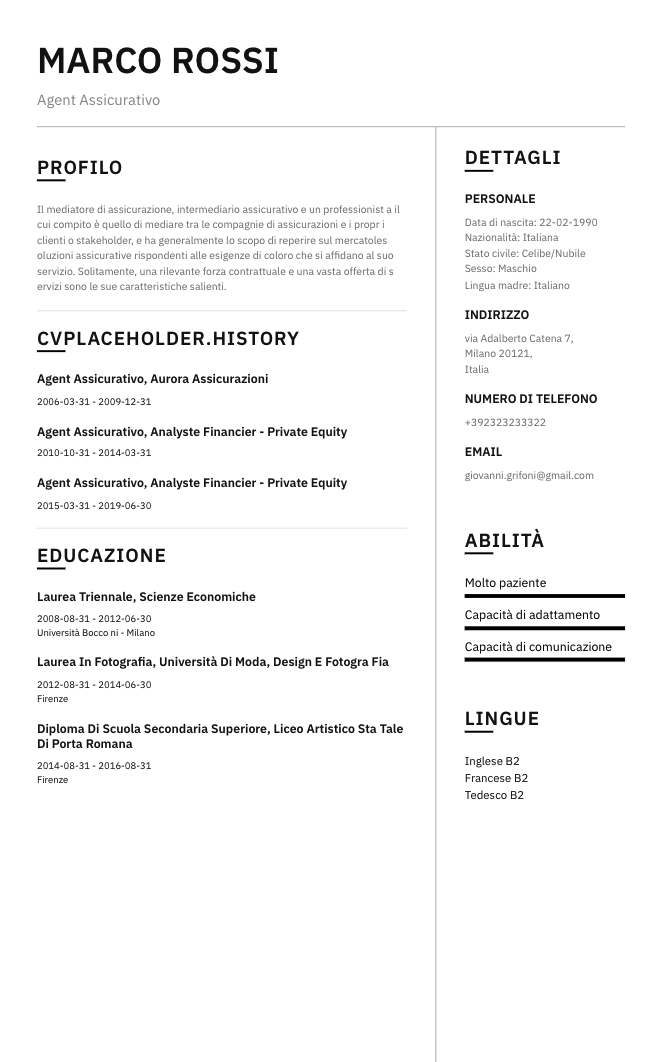 MARCO ROSSI
Agent Assicurativo
PROFILO
Il mediatore di assicurazione, intermediario assicurativo e un professionist a il
cui compito è quello di mediare tra le compagnie di assicurazioni e i propr i
clienti o stakeholder, e ha generalmente lo scopo di reperire sul mercatoles
oluzioni assicurative rispondenti alle esigenze di coloro che si affidano al suo
servizio. Solitamente, una rilevante forza contrattuale e una vasta offerta di s
ervizi sono le sue caratteristiche salienti.
CVPLACEHOLDER.HISTORY
Agent Assicurativo, Aurora Assicurazioni
2006-03-31 - 2009-12-31
Agent Assicurativo, Analyste Financier - Private Equity
2010-10-31 - 2014-03-31
Agent Assicurativo, Analyste Financier - Private Equity
2015-03-31 - 2019-06-30
EDUCAZIONE
Laurea Triennale, Scienze Economiche
2008-08-31 - 2012-06-30
Università Bocco ni - Milano
Laurea In Fotografia, Università Di Moda, Design E Fotogra Fia
2012-08-31 - 2014-06-30
Firenze
Diploma Di Scuola Secondaria Superiore, Liceo Artistico Sta Tale
Di Porta Romana
2014-08-31 - 2016-08-31
Firenze
DETTAGLI
PERSONALE
Data di nascita: 22-02-1990
Nazionalità: Italiana
Stato civile: Celibe/Nubile
Sesso: Maschio
Lingua madre: Italiano
INDIRIZZO
via Adalberto Catena 7,
Milano 20121,
Italia
NUMERO DI TELEFONO
+392323233322
EMAIL
giovanni.grifoni@gmail.com
ABILITÀ
Molto paziente
Capacità di adattamento
Capacità di comunicazione
LINGUE
Inglese B2
Francese B2
Tedesco B2